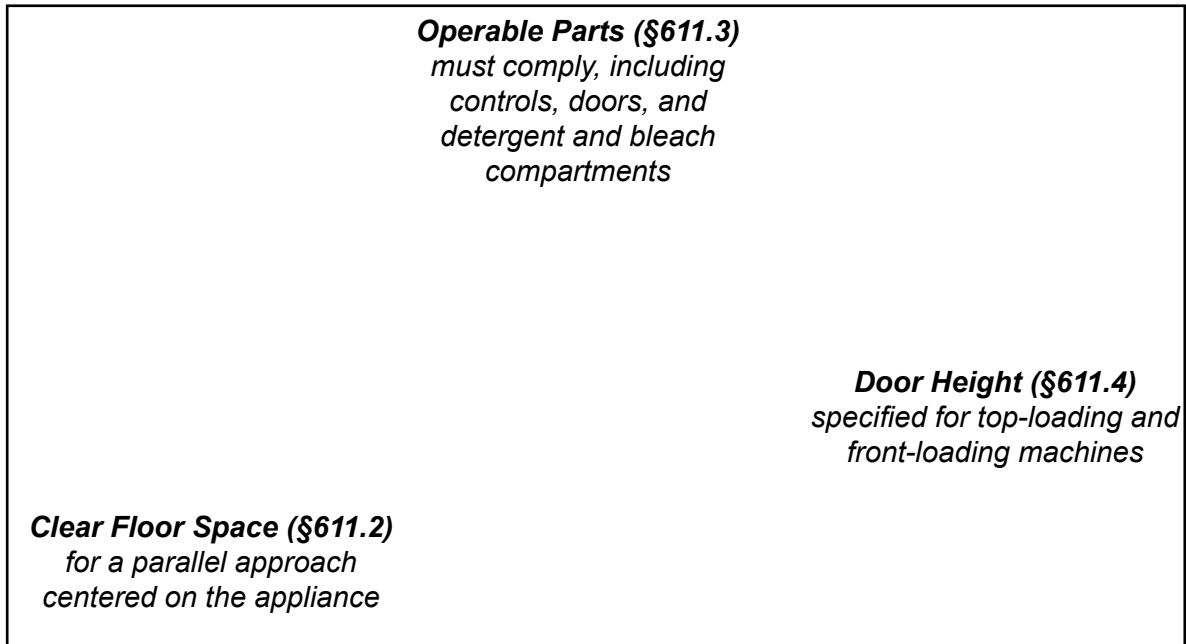 Operable Parts (§611.3)
must comply, including
controls, doors, and
detergent and bleach
compartments
Door Height (§611.4)
specified for top-loading and
front-loading machines
Clear Floor Space (§611.2)
for a parallel approach
centered on the appliance